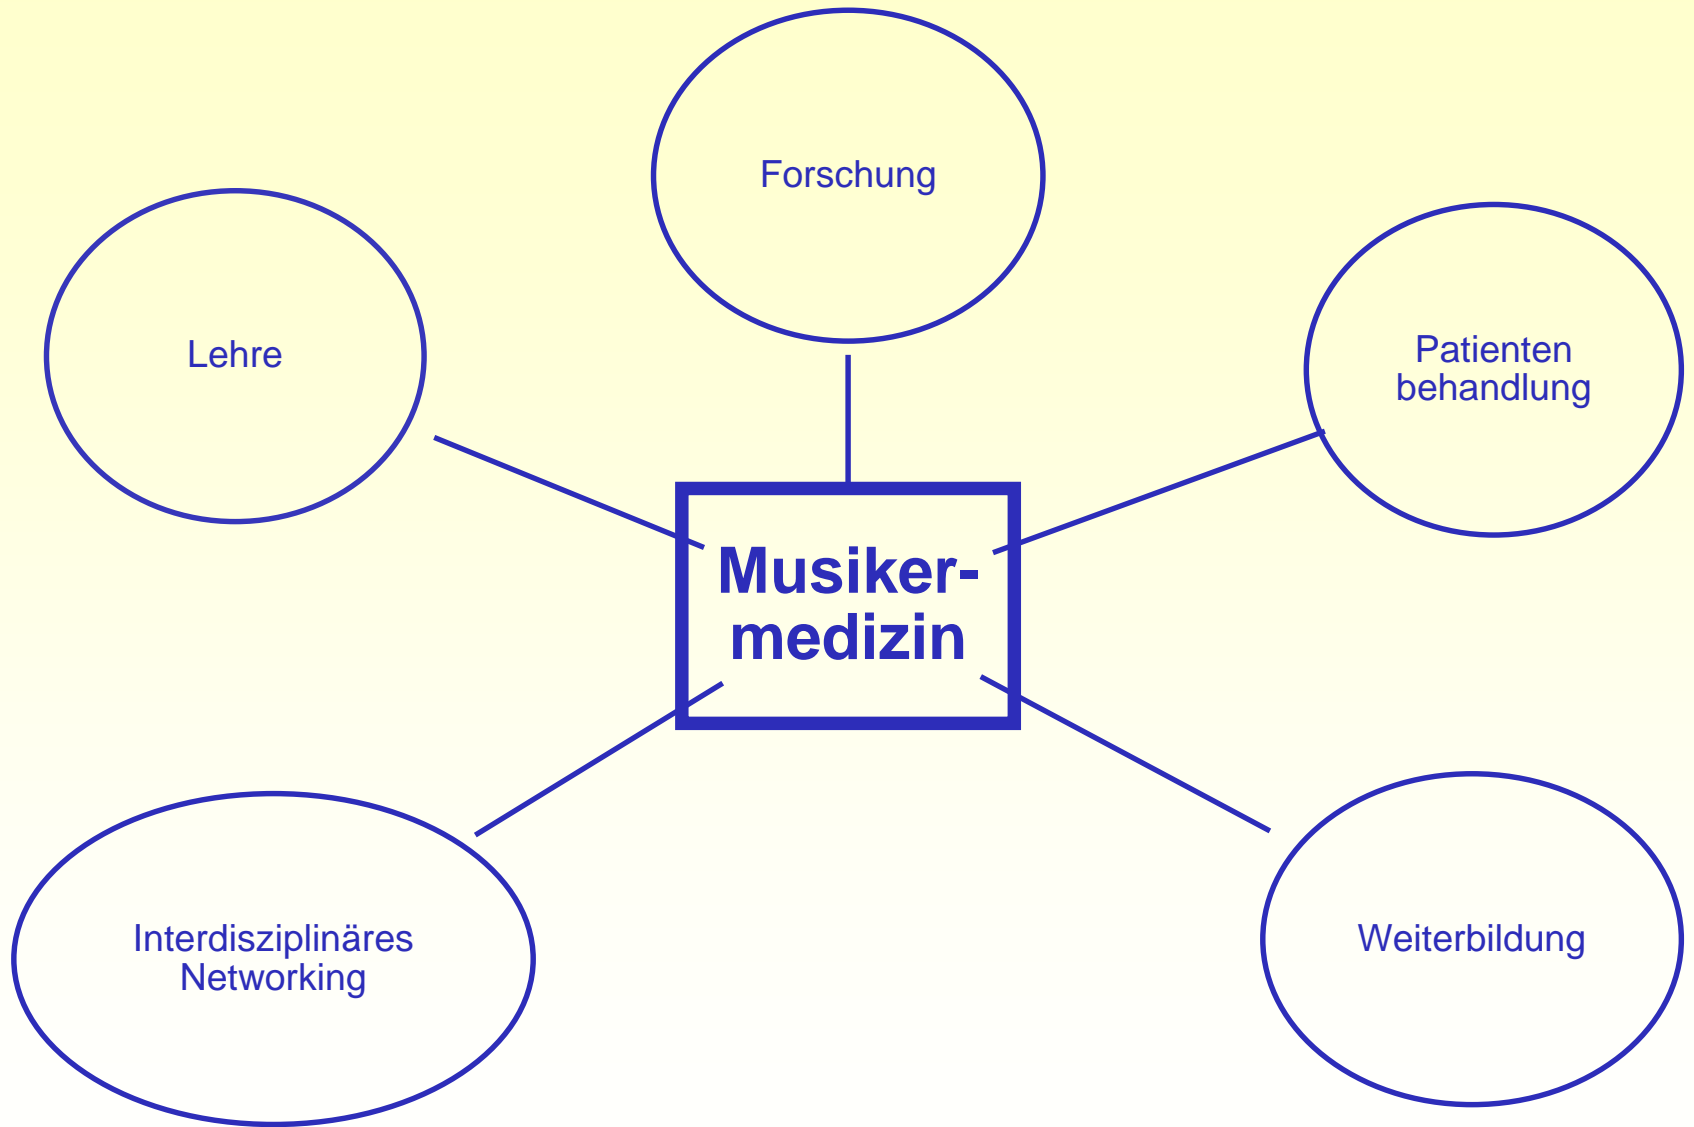 Forschung
Lehre
Patienten
behandlung
Musiker-
medizin
Interdisziplinäres
Networking
Weiterbildung